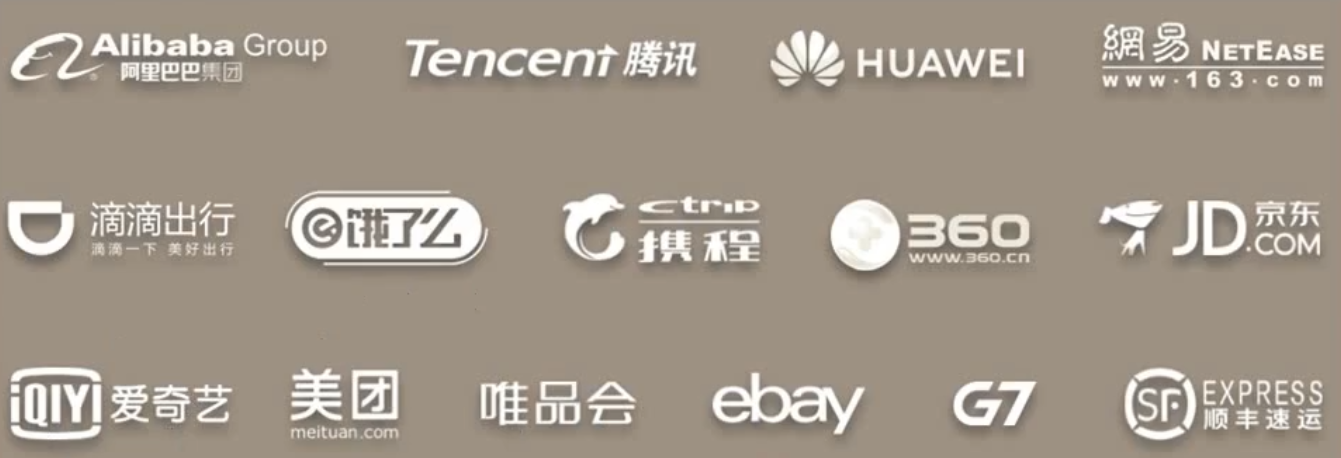 Alibaba Group
阿里巴巴集团
Tencent 腾讯
HUAWEI
網易 NETEASE
www.163.com
滴滴出行
滴滴一下 美好出行
饿了么
ctrip
携程
360
www.360.cn
JD.COM
京东
iQIYI 爱奇艺
美团
meituan.com
唯品会
ebay
G7
SF EXPRESS
顺丰速运